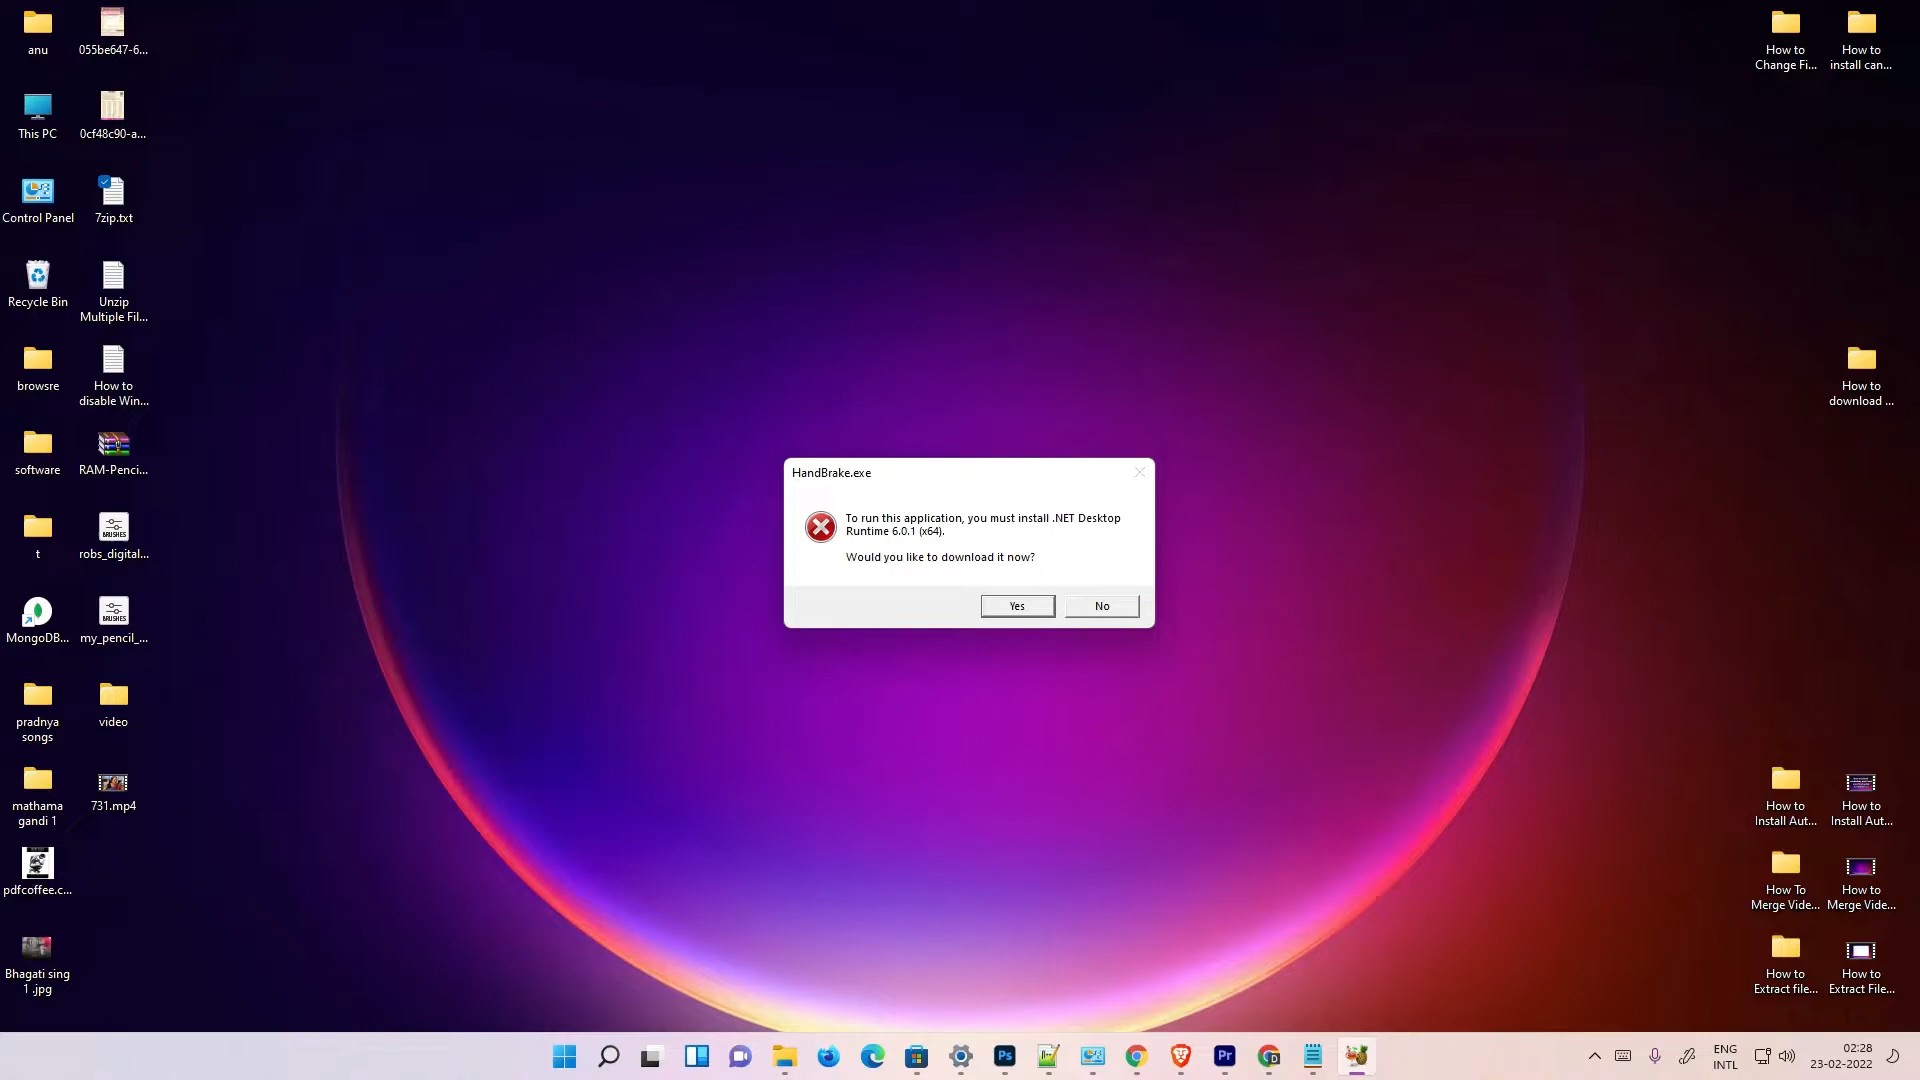 anu
055be647-6...
How to
Change Fi...
How to
install can...
This PC
0cf48c90-a...
Control Panel
7zip.txt
Recycle Bin
Unzip
Multiple Fil...
browsre
How to
disable Win...
How to
download ...
software
RAM-Penci...
HandBrake.exe
To run this application, you must install .NET Desktop
Runtime 6.0.1 (x64).
Would you like to download it now?
Yes
No
t
BRUSHES
robs_digital...
MongoDB...
BRUSHES
my_pencil_...
pradnya
songs
video
mathama
gandi 1
731.mp4
How to
Install Aut...
How to
Install Aut...
pdfcoffee.c...
How To
Merge Vide...
How to
Merge Vide...
Bhagati sing
1 .jpg
How to
Extract file...
How to
Extract File...
Ps
Pr
D
ENG
INTL
02:28
23-02-2022